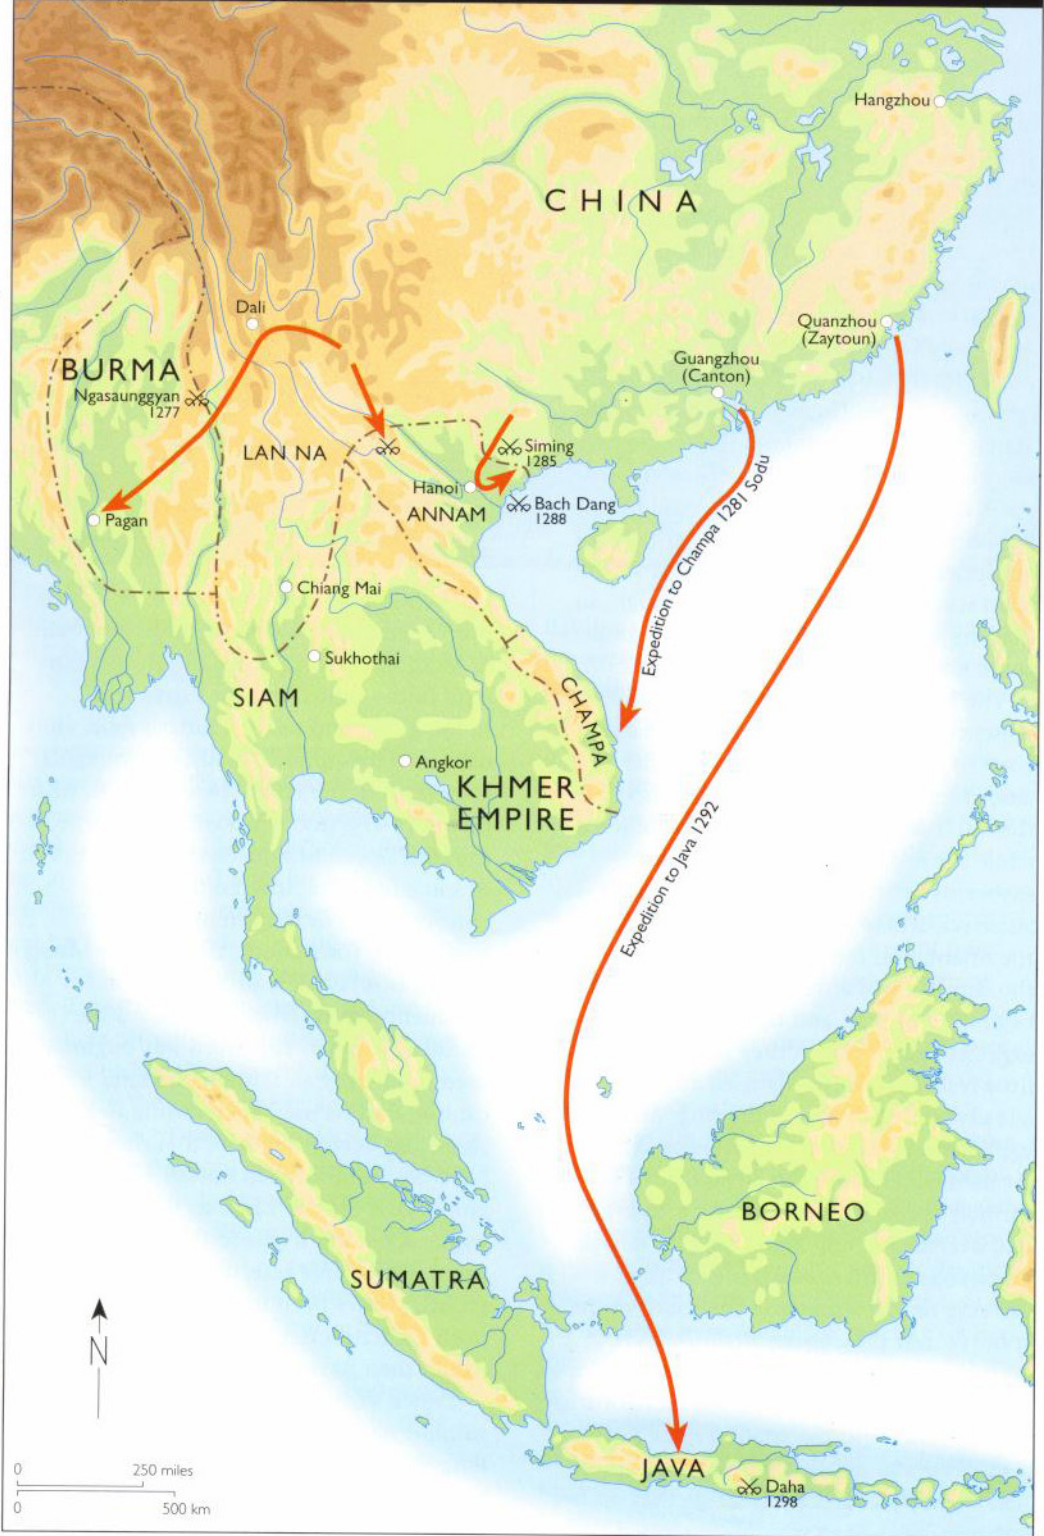 Hangzhou
CHINA
Dali
Quanzhou
(Zaytoun)
Guangzhou
(Canton)
BURMA
Ngasaunggyan
1277
LAN NA
Siming
1285
Hanoi
ANNAM
Bach Dang
1288
Pagan
Expedition to Champa 1281 Sodu
Chiang Mai
Sukhothai
SIAM
CHAMPA
Angkor
KHMER
EMPIRE
Expedition to Java 1292
BORNEO
SUMATRA
N
JAVA
Daha
1298
0 250 miles
0 500 km